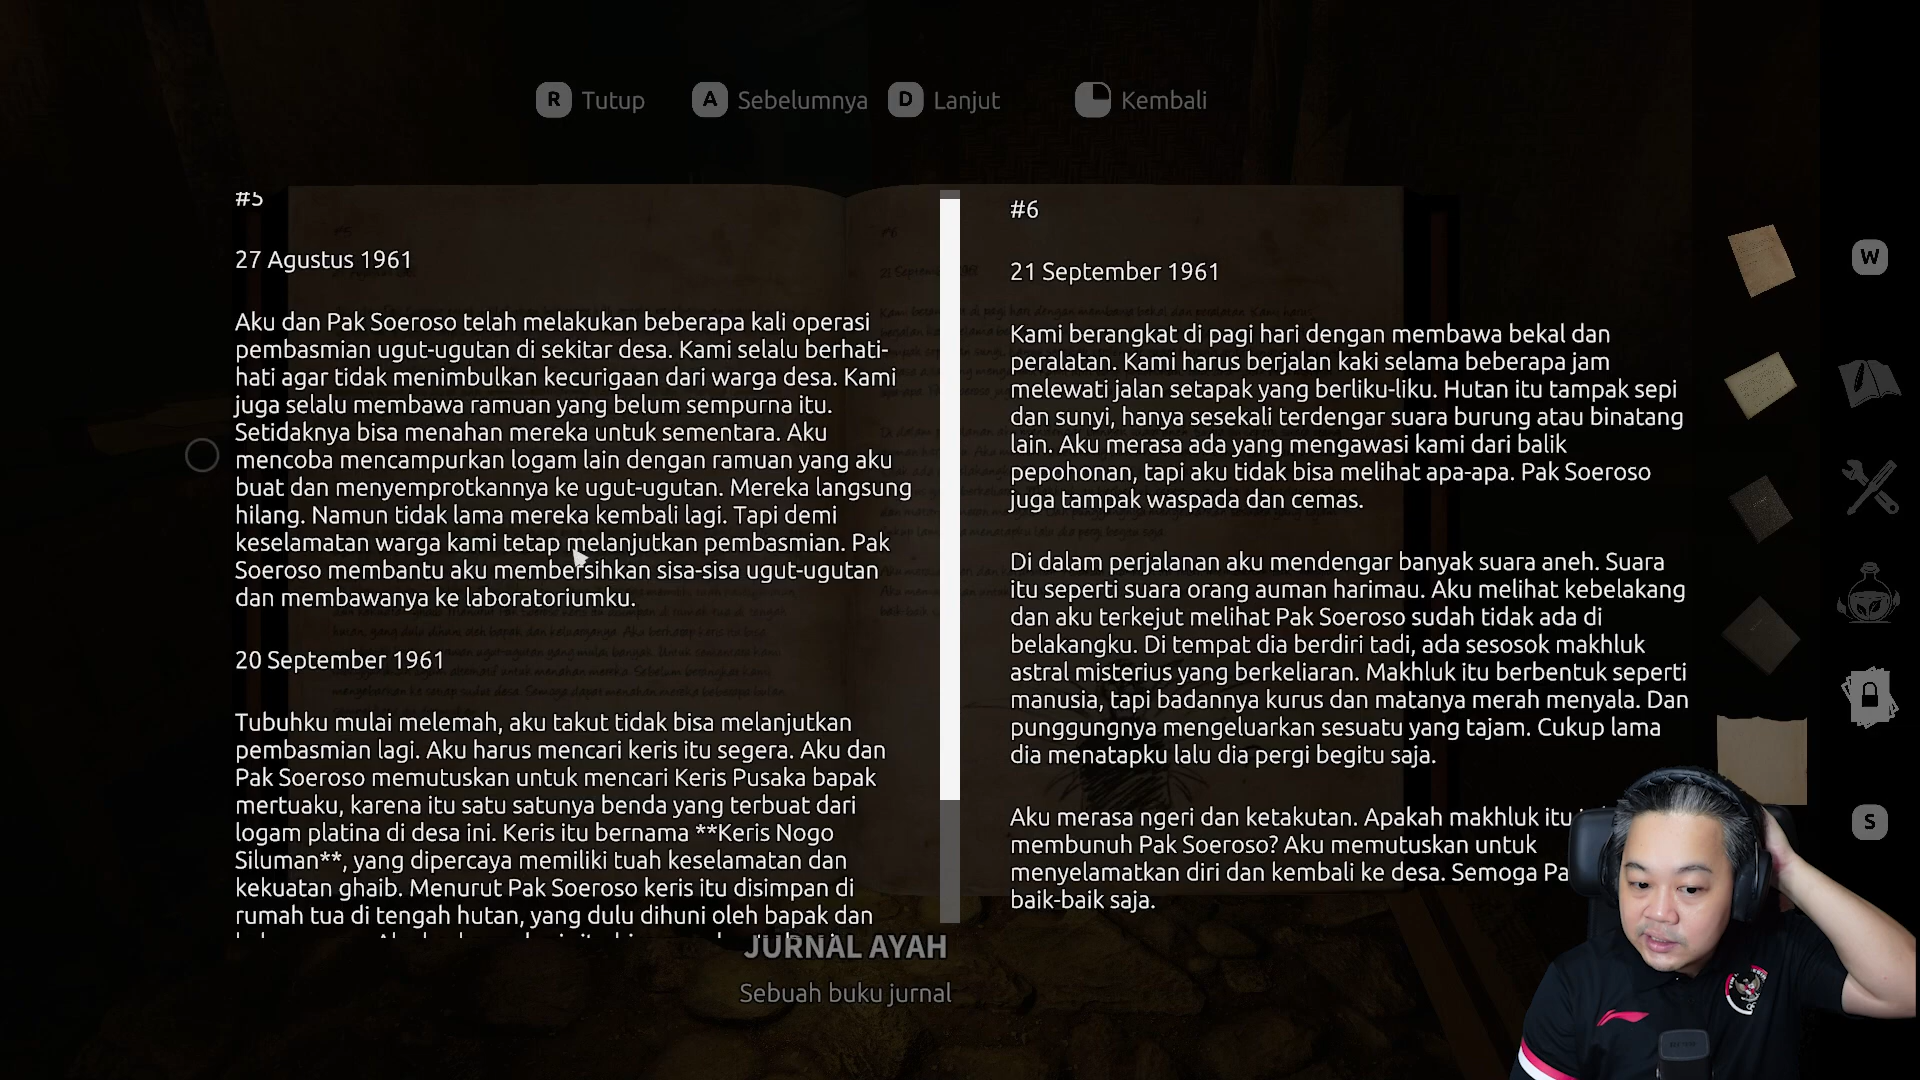 R Tutup A Sebelumnya D Lanjut Kembali
#5
27 Agustus 1961
Aku dan Pak Soeroso telah melakukan beberapa kali operasi
pembasmian ugut-ugutan di sekitar desa. Kami selalu berhati-
hati agar tidak menimbulkan kecurigaan dari warga desa. Kami
juga selalu membawa ramuan yang belum sempurna itu.
Setidaknya bisa menahan mereka untuk sementara. Aku
mencoba mencampurkan logam lain dengan ramuan yang aku
buat dan menyemprotkannya ke ugut-ugutan. Mereka langsung
hilang. Namun tidak lama mereka kembali lagi. Tapi demi
keselamatan warga kami tetap melanjutkan pembasmian. Pak
Soeroso membantu aku membersihkan sisa-sisa ugut-ugutan
dan membawanya ke laboratoriumku.
20 September 1961
Tubuhku mulai melemah, aku takut tidak bisa melanjutkan
pembasmian lagi. Aku harus mencari keris itu segera. Aku dan
Pak Soeroso memutuskan untuk mencari Keris Pusaka bapak
mertuaku, karena itu satu satunya benda yang terbuat dari
logam platina di desa ini. Keris itu bernama **Keris Nogo
Siluman**, yang dipercaya memiliki tuah keselamatan dan
kekuatan ghaib. Menurut Pak Soeroso keris itu disimpan di
rumah tua di tengah hutan, yang dulu dihuni oleh bapak dan
#6
21 September 1961
Kami berangkat di pagi hari dengan membawa bekal dan
peralatan. Kami harus berjalan kaki selama beberapa jam
melewati jalan setapak yang berliku-liku. Hutan itu tampak sepi
dan sunyi, hanya sesekali terdengar suara burung atau binatang
lain. Aku merasa ada yang mengawasi kami dari balik
pepohonan, tapi aku tidak bisa melihat apa-apa. Pak Soeroso
juga tampak waspada dan cemas.
Di dalam perjalanan aku mendengar banyak suara aneh. Suara
itu seperti suara orang auman harimau. Aku melihat kebelakang
dan aku terkejut melihat Pak Soeroso sudah tidak ada di
belakangku. Di tempat dia berdiri tadi, ada sesosok makhluk
astral misterius yang berkeliaran. Makhluk itu berbentuk seperti
manusia, tapi badannya kurus dan matanya merah menyala. Dan
punggungnya mengeluarkan sesuatu yang tajam. Cukup lama
dia menatapku lalu dia pergi begitu saja.
Aku merasa ngeri dan ketakutan. Apakah makhluk itu
membunuh Pak Soeroso? Aku memutuskan untuk
menyelamatkan diri dan kembali ke desa. Semoga Pa
baik-baik saja.
W
S
JURNAL AYAH
Sebuah buku jurnal